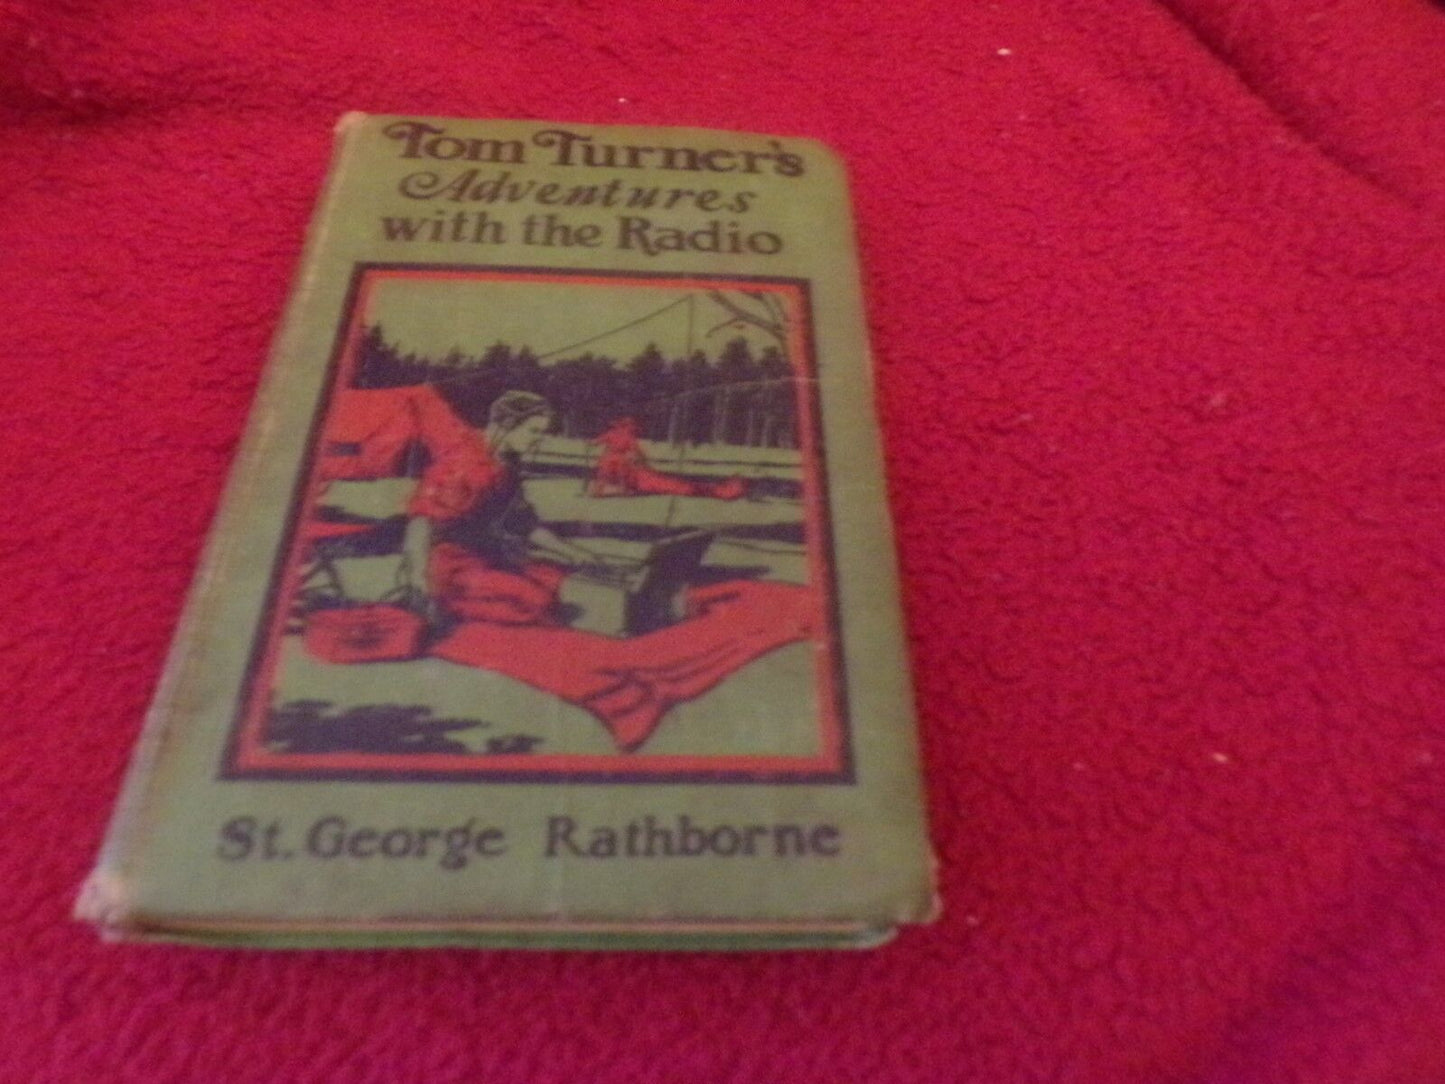 Tom Turner's
Adventures
with the Radio
St. George Rathborne